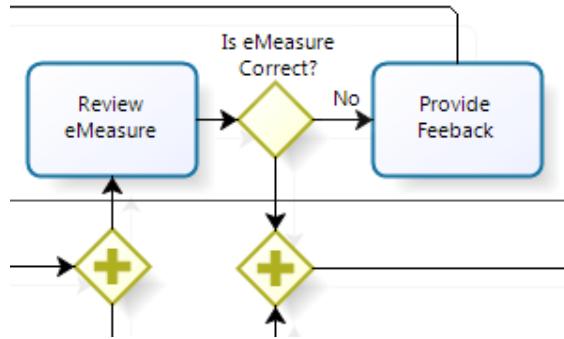 Is eMeasure
Correct?
Review
eMeasure
No
Provide
Feeback